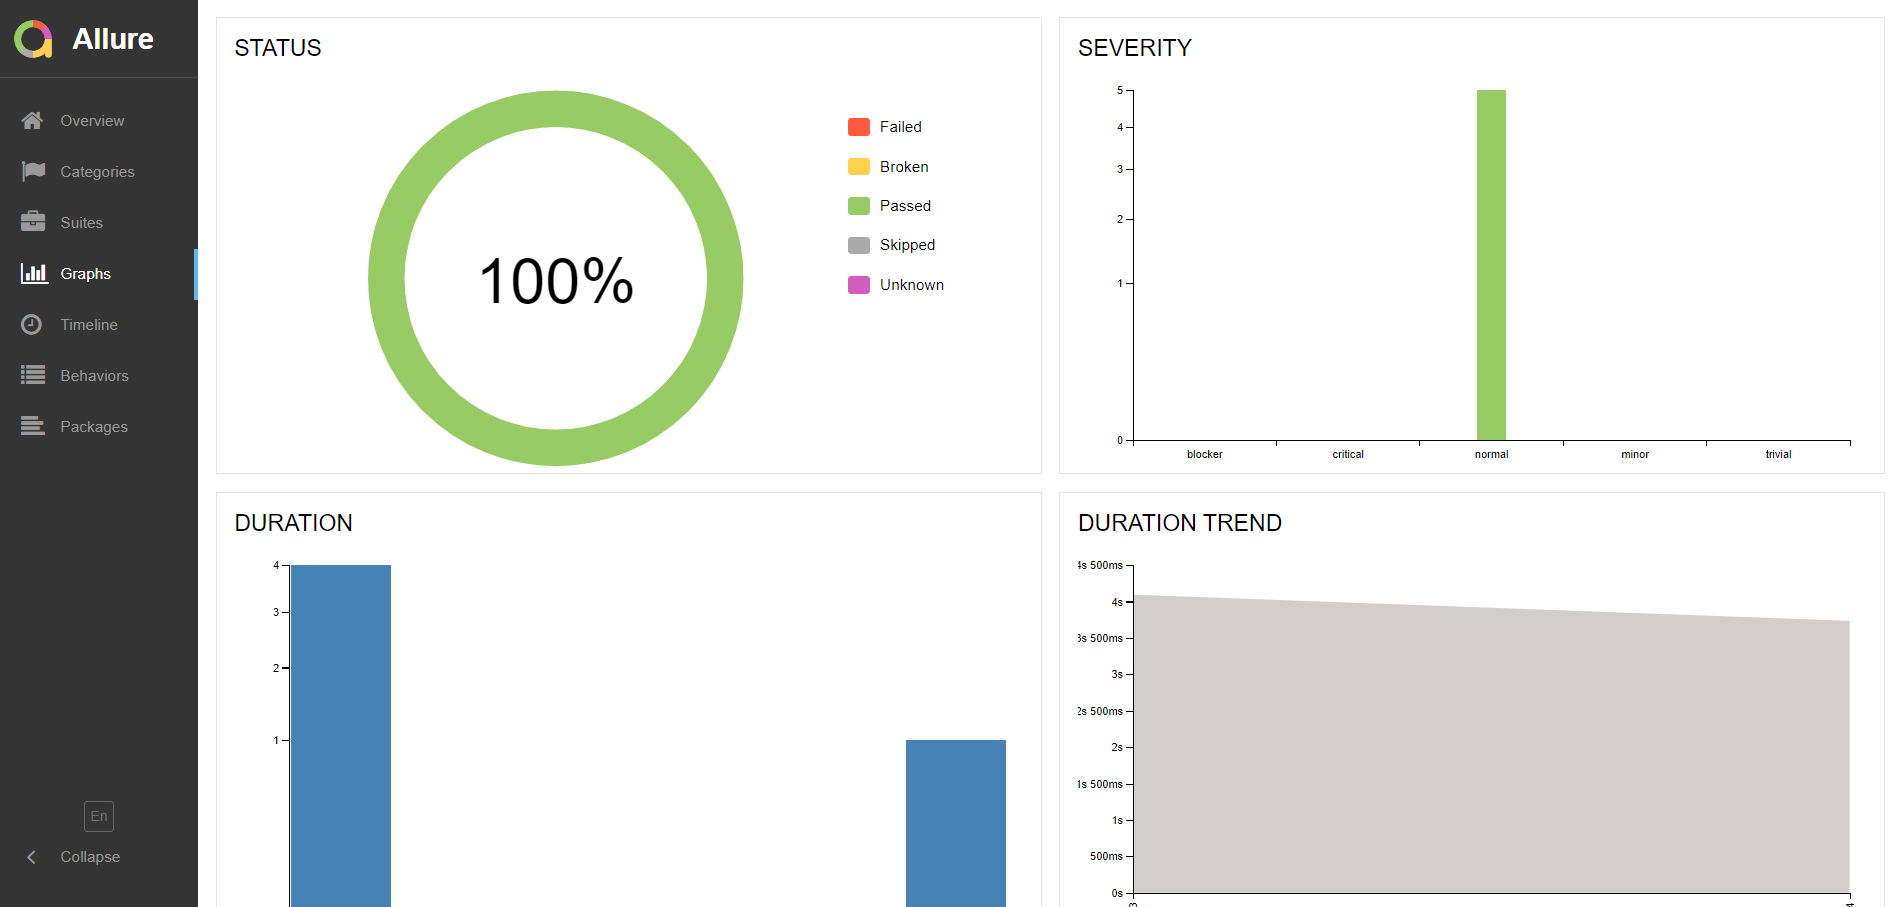 Allure
Overview
Categories
Suites
Graphs
Timeline
Behaviors
Packages
En
Collapse
STATUS
100%
Failed
Broken
Passed
Skipped
Unknown
SEVERITY
5
4
3
2
1
0
blocker
critical
normal
minor
trivial
DURATION
4
3
2
1
DURATION TREND
4s 500ms
4s
3s 500ms
3s
2s 500ms
2s
1s 500ms
1s
500ms
0s